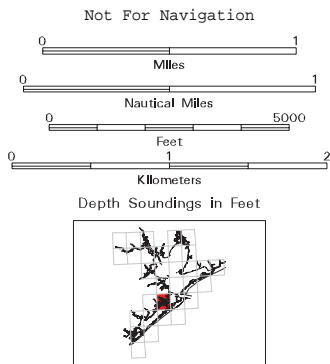 Not For Navigation
0 1
Miles
0 1
Nautical Miles
0 5000
Feet
0 1 2
Kilometers
Depth Soundings in Feet